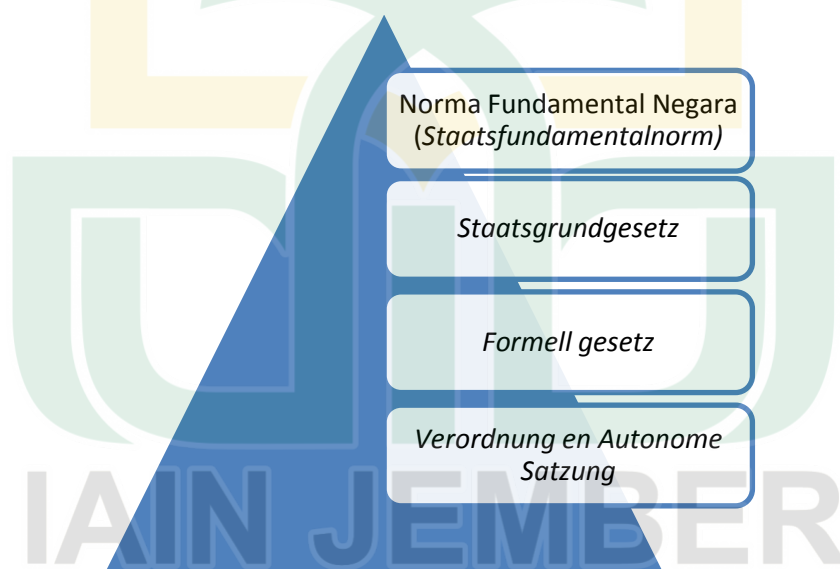 Norma Fundamental Negara
(Staatsfundamentalnorm)
Staatsgrundgesetz
Formell gesetz
Verordnung en Autonome
Satzung
IAIN JEMBER